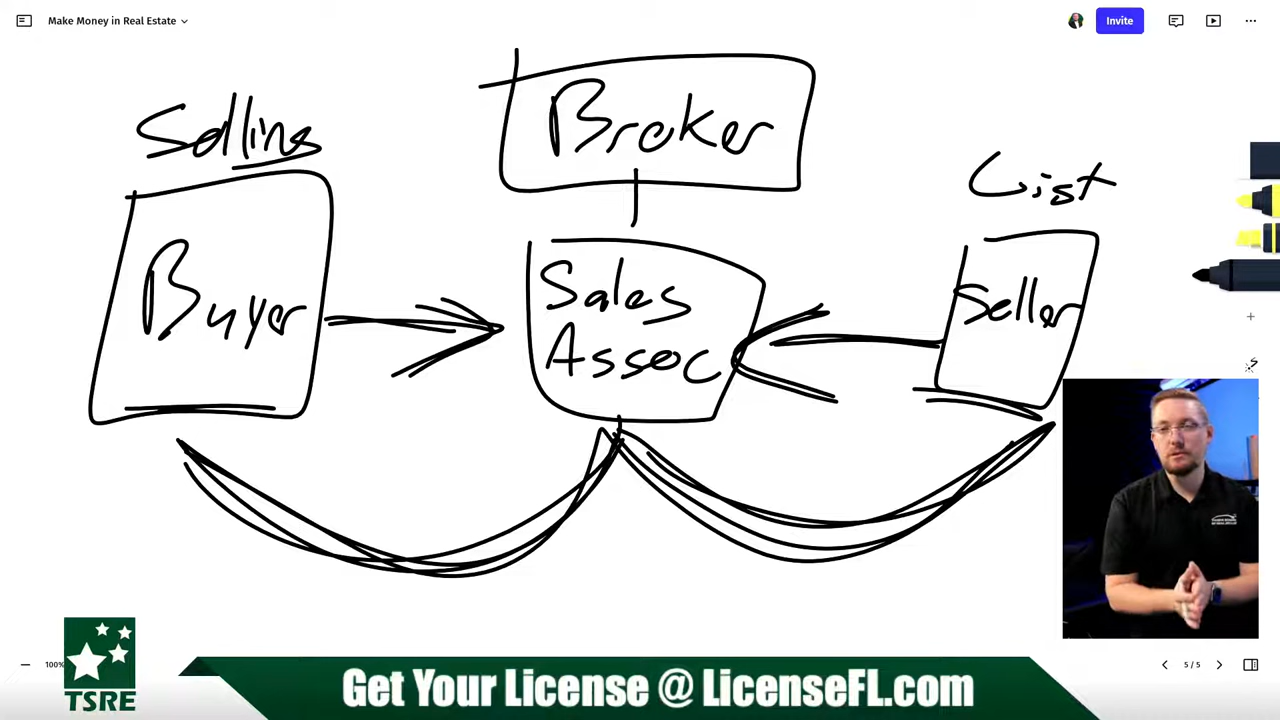 Make Money in Real Estate
Invite
Broker
Selling
List
Buyer
Sales
Assoc
Seller
100%
5 / 5
TSRE
Get Your License @ LicenseFL.com